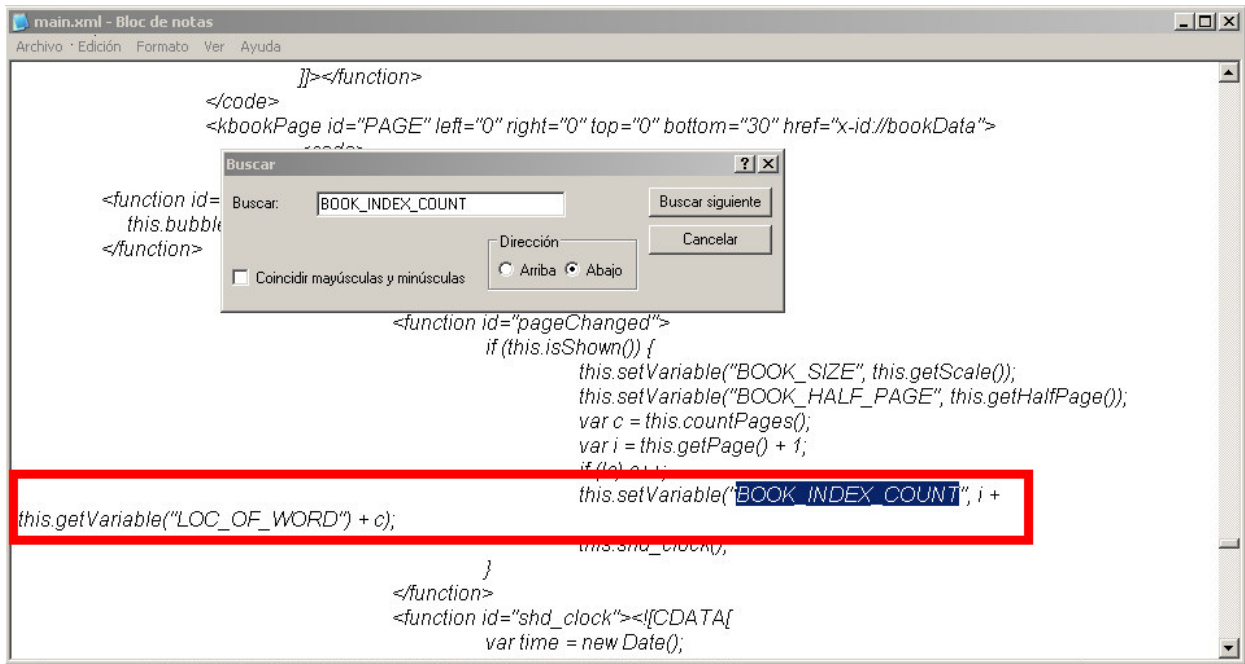 main.xml - Bloc de notas
Archivo Edición Formato Ver Ayuda
]]></function>
</code>
<kbookPage id="PAGE" left="0" right="0" top="0" bottom="30" href="x-id://bookData">
<code>
Buscar
<function id=
Buscar:
BOOK_INDEX_COUNT
Buscar siguiente
this.bubble
</function>
Dirección
Cancelar
Arriba
Abajo
Coincidir mayúsculas y minúsculas
<function id="pageChanged">
if (this.isShown()) {
this.setVariable("BOOK_SIZE", this.getScale());
this.setVariable("BOOK_HALF_PAGE", this.getHalfPage());
var c = this.countPages();
var i = this.getPage() + 1;
if (!c) c++;
this.setVariable("BOOK_INDEX_COUNT", i +
this.getVariable("LOC_OF_WORD") + c);
this.shd_clock();
}
</function>
<function id="shd_clock"><![CDATA[
var time = new Date();